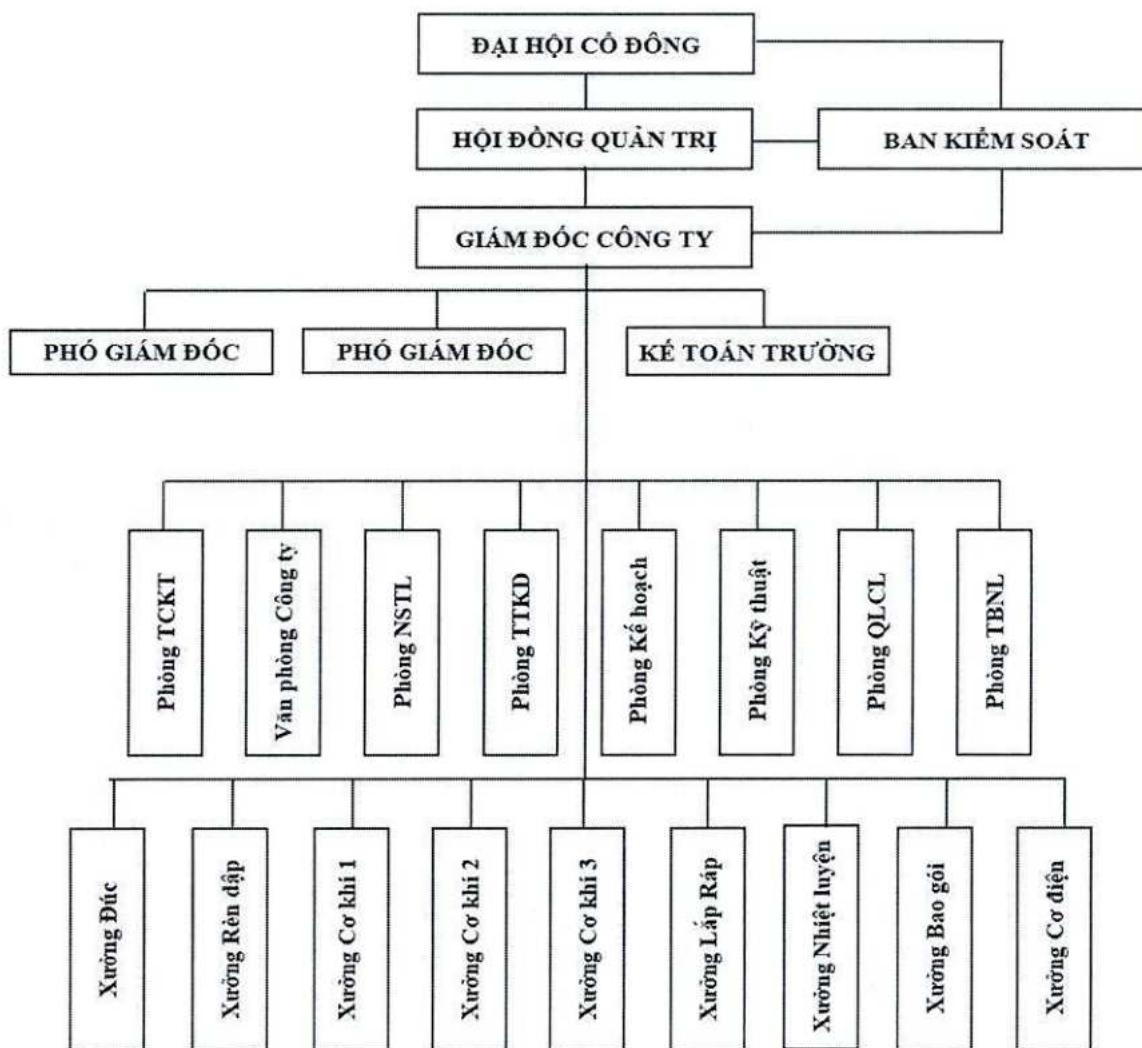 ĐẠI HỘI CỔ ĐÔNG
HỘI ĐỒNG QUẢN TRỊ
BAN KIỂM SOÁT
GIÁM ĐỐC CÔNG TY
PHÓ GIÁM ĐỐC
PHÓ GIÁM ĐỐC
KẾ TOÁN TRƯỞNG
Phòng TCKT
Văn phòng Công ty
Phòng NSTL
Phòng TTKD
Phòng Kế hoạch
Phòng Kỹ thuật
Phòng QLCL
Phòng TBNL
Xưởng Đúc
Xưởng Rèn dập
Xưởng Cơ khí 1
Xưởng Cơ khí 2
Xưởng Cơ khí 3
Xưởng Lắp Ráp
Xưởng Nhiệt luyện
Xưởng Bao gói
Xưởng Cơ điện